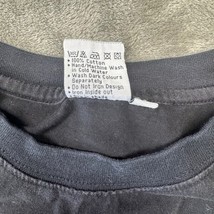 • 100% Cotton
• Hand/Machine Wash
in Cold Water
• Wash Dark Colours
Separately
• Do Not Iron Design
• Iron Inside out